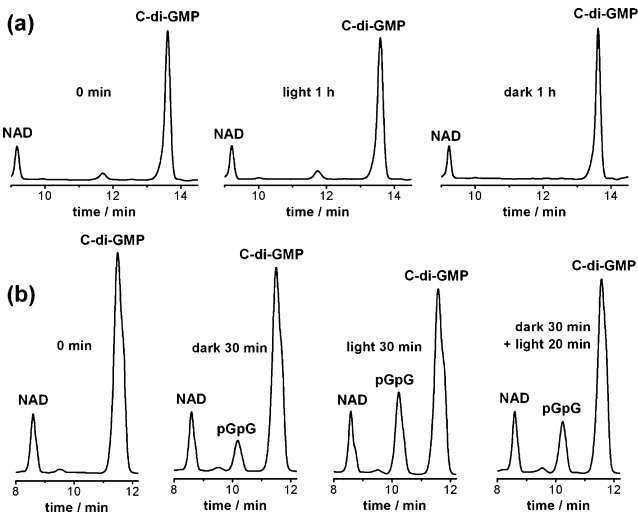 (a)
C-di-GMP
C-di-GMP
C-di-GMP
0 min
light 1 h
dark 1 h
NAD
NAD
NAD
10 12 14
10 12 14
10 12 14
time / min
time / min
time / min
(b)
C-di-GMP
C-di-GMP
C-di-GMP
C-di-GMP
0 min
dark 30 min
light 30 min
dark 30 min
+ light 20 min
NAD
NAD
pGpG
NAD
pGpG
NAD
pGpG
8 10 12
8 10 12
8 10 12
8 10 12
time / min
time / min
time / min
time / min